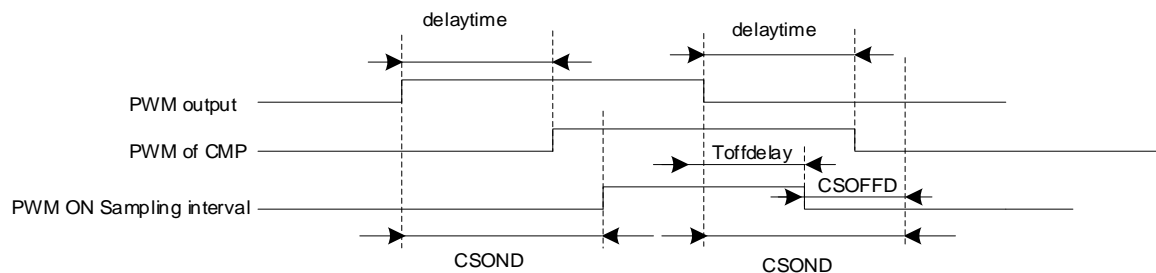 delaytime
delaytime
PWM output
PWM of CMP
Toffdelay
CSOFFD
PWM ON Sampling interval
CSOND
CSOND